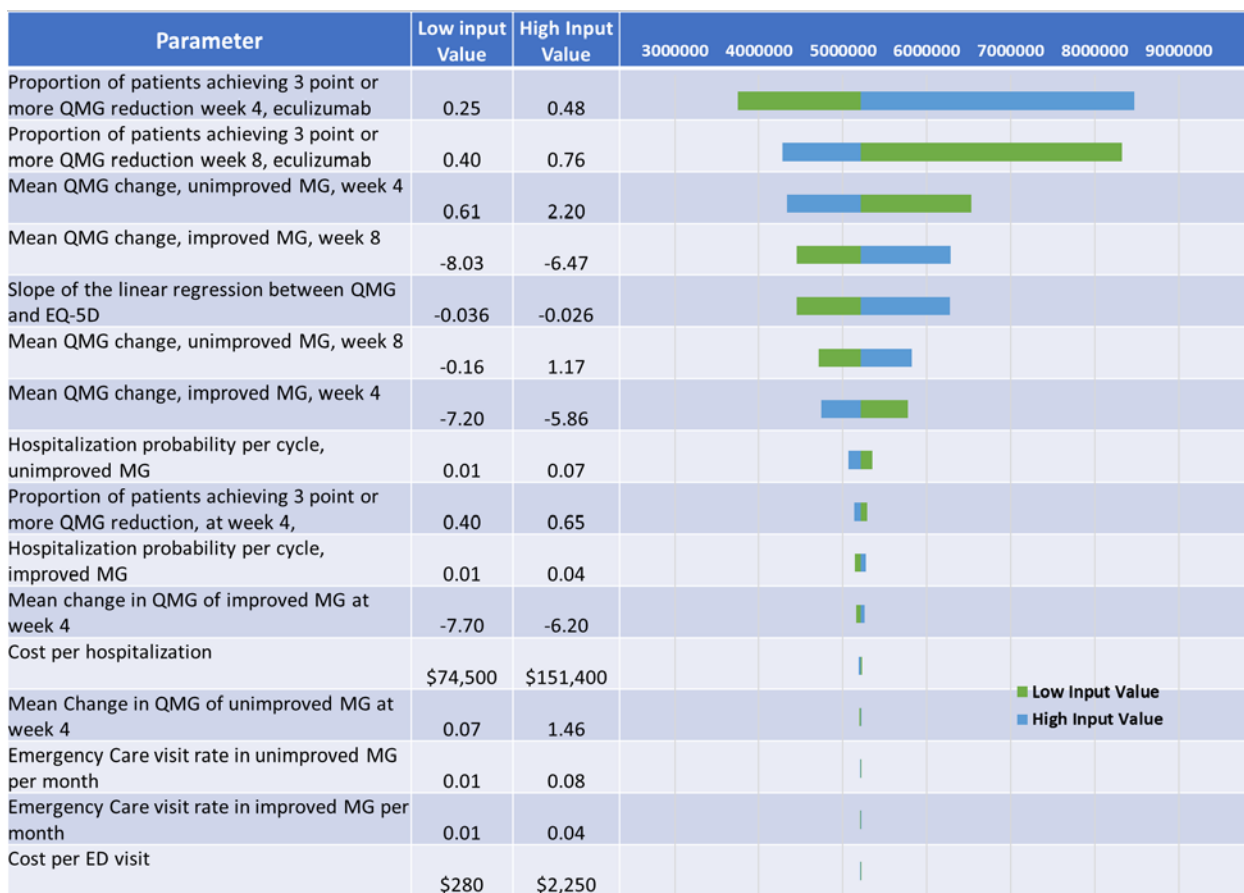 Parameter
Low input Value
High Input Value
3000000 4000000 5000000 6000000 7000000 8000000 9000000
Proportion of patients achieving 3 point or
more QMG reduction week 4, eculizumab
0.25 0.48
Proportion of patients achieving 3 point or
more QMG reduction week 8, eculizumab
0.40 0.76
Mean QMG change, unimproved MG, week 4
0.61 2.20
Mean QMG change, improved MG, week 8
-8.03 -6.47
Slope of the linear regression between QMG
and EQ-5D
-0.036 -0.026
Mean QMG change, unimproved MG, week 8
-0.16 1.17
Mean QMG change, improved MG, week 4
-7.20 -5.86
Hospitalization probability per cycle,
unimproved MG
0.01 0.07
Proportion of patients achieving 3 point or
more QMG reduction, at week 4,
0.40 0.65
Hospitalization probability per cycle,
improved MG
0.01 0.04
Mean change in QMG of improved MG at
week 4
-7.70 -6.20
Cost per hospitalization
$74,500 $151,400
Low Input Value
High Input Value
Mean Change in QMG of unimproved MG at
week 4
0.07 1.46
Emergency Care visit rate in unimproved MG
per month
0.01 0.08
Emergency Care visit rate in improved MG per
month
0.01 0.04
Cost per ED visit
$280 $2,250